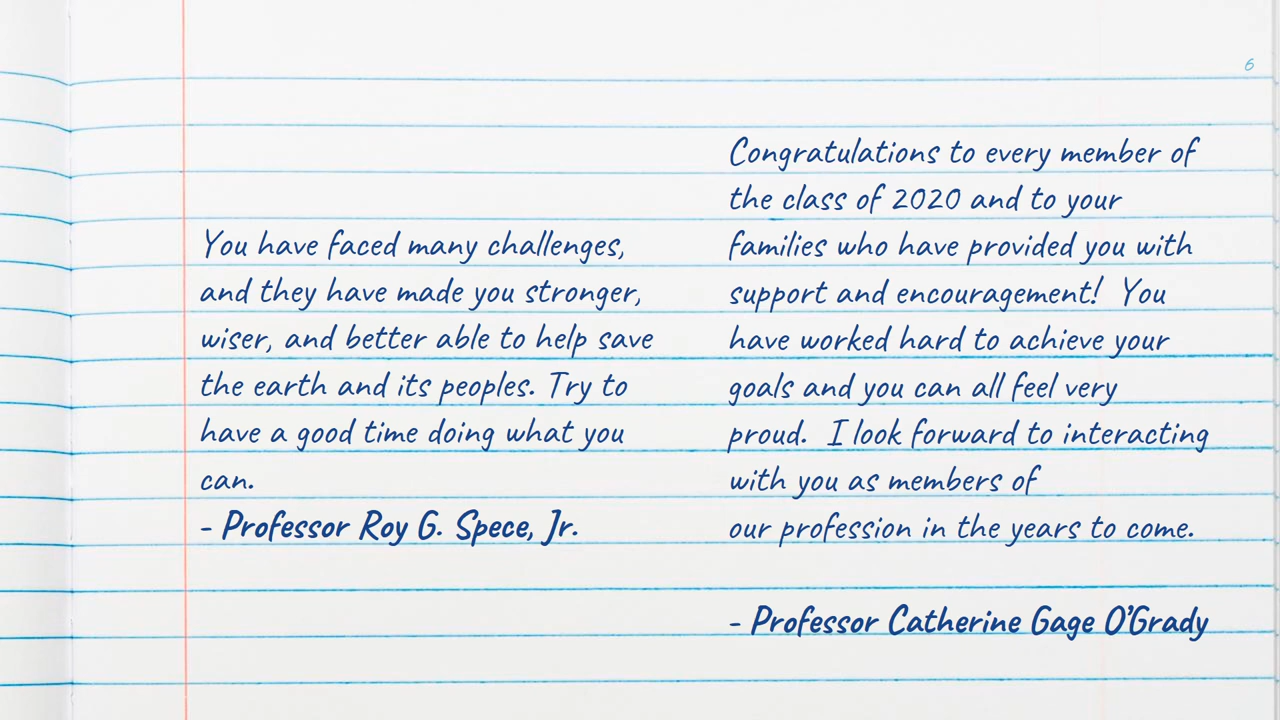 6
You have faced many challenges,
and they have made you stronger,
wiser, and better able to help save
the earth and its peoples. Try to
have a good time doing what you
can.
- Professor Roy G. Spece, Jr.
Congratulations to every member of
the class of 2020 and to your
families who have provided you with
support and encouragement!  You
have worked hard to achieve your
goals and you can all feel very
proud.  I look forward to interacting
with you as members of
our profession in the years to come.
- Professor Catherine Gage O'Grady